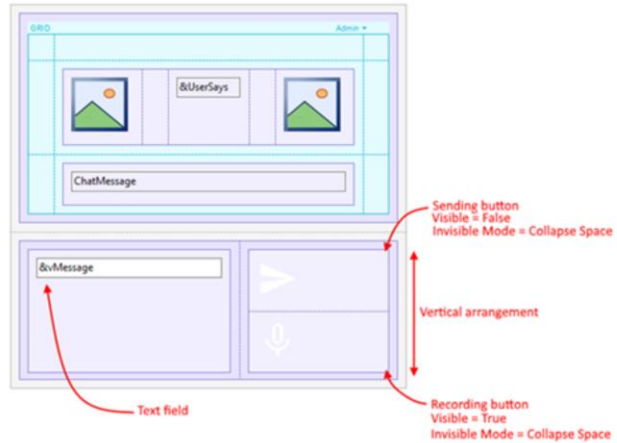 GRID
Admin
&UserSays
ChatMessage
Sending button
Visible = False
Invisible Mode = Collapse Space
&vMessage
Vertical arrangement
Text field
Recording button
Visible = True
Invisible Mode = Collapse Space